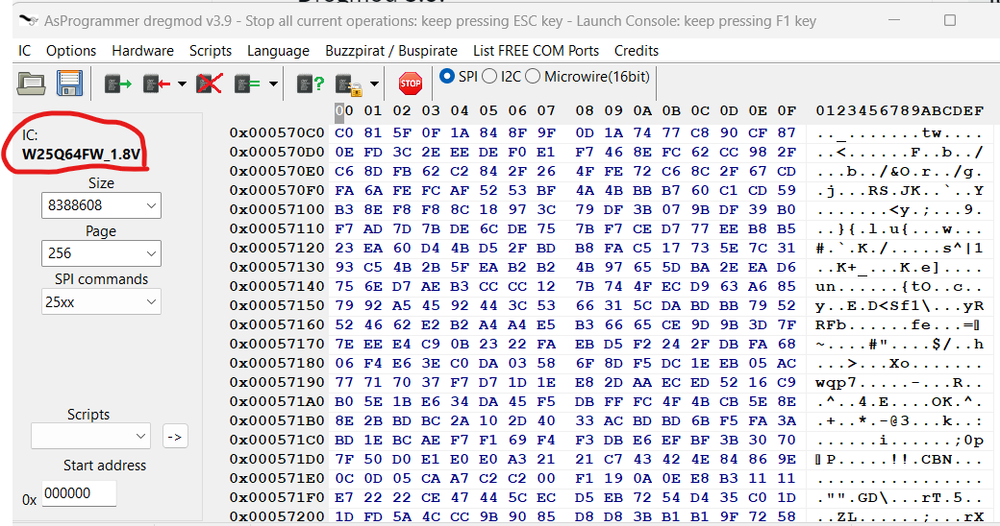 AsProgrammer dregmod v3.9 - Stop all current operations: keep pressing ESC key - Launch Console: keep pressing F1 key
IC Options Hardware Scripts Language Buzzpirat / Buspirate List FREE COM Ports Credits
STOP SPI I2C Microwire(16bit)
00 01 02 03 04 05 06 07 08 09 0A 0B 0C 0D 0E 0F 0123456789ABCDEF
IC:
W25Q64FW_1.8V
Size
8388608
Page
256
SPI commands
25xx
Scripts
->
Start address
0x 000000
0x000570C0 C0 81 5F 0F 1A 84 8F 9F 0D 1A 74 77 C8 90 CF 87 .._.......tw....
0x000570D0 0E FD 3C 2E EE DE F0 E1 F7 46 8E FC 62 CC 98 2F ..<......F..b../
0x000570E0 C6 8D FB 62 C2 84 2F 26 4F FE 72 C6 8C 2F 67 CD ...b../&O.r../g.
0x000570F0 FA 6A FE FC AF 52 53 BF 4A 4B BB B7 60 C1 CD 59 .j...RS.JK..`..Y
0x00057100 B3 8E F8 F8 8C 18 97 3C 79 DF 3B 07 9B DF 39 B0 .......<y.;...9.
0x00057110 F7 AD 7D 7B DE 6C DE 75 7B F7 CE D7 77 EE B8 B5 ..}{.l.u{...w...
0x00057120 23 EA 60 D4 4B D5 2F BD B8 FA C5 17 73 5E 7C 31 #.`.K./.....s^|1
0x00057130 93 C5 4B 2B 5F EA B2 B2 4B 97 65 5D BA 2E EA D6 ..K+_...K.e]....
0x00057140 75 6E D7 AE B3 CC CC 12 7B 74 4F EC D9 63 A6 85 un......{tO..c..
0x00057150 79 92 A5 45 92 44 3C 53 66 31 5C DA BD BB 79 52 y..E.D<Sf1\...yR
0x00057160 52 46 62 E2 B2 A4 A4 E5 B3 66 65 CE 9D 9B 3D 7F RFb......fe...=
0x00057170 7E EE E4 C9 0B 23 22 FA EB D5 F2 24 2F DB FA 68 ~....#"....$/..h
0x00057180 06 F4 E6 3E C0 DA 03 58 6F 8D F5 DC 1E EB 05 AC ...>...Xo.......
0x00057190 77 71 70 37 F7 D7 1D 1E E8 2D AA EC ED 52 16 C9 wqp7.....-...R..
0x000571A0 B0 5E 1B E6 34 DA 45 F5 DB FF FC 4F 4B CB 5E 8E .^..4.E....OK.^.
0x000571B0 8E 2B BD BC 2A 10 2D 40 33 AC BD BD 6B F5 FA 3A .+..*.-@3...k..:
0x000571C0 BD 1E BC AE F7 F1 69 F4 F3 DB E6 EF BF 3B 30 70 ......i......;0p
0x000571D0 7F 50 D0 E1 E0 E0 A3 21 21 C7 43 42 4E 84 86 9E P.....!!.CBN...
0x000571E0 0C 0D 05 CA A7 C2 C2 00 F1 19 0A 0E E8 B3 11 11 ................
0x000571F0 E7 22 22 CE 47 44 5C EC D5 EB 72 54 D4 35 C0 1D ."".GD\...rT.5..
0x00057200 1D FD 5A 4C CC 9B 90 85 D8 D8 3B B1 B1 9F 72 58 ..ZL......;...rX